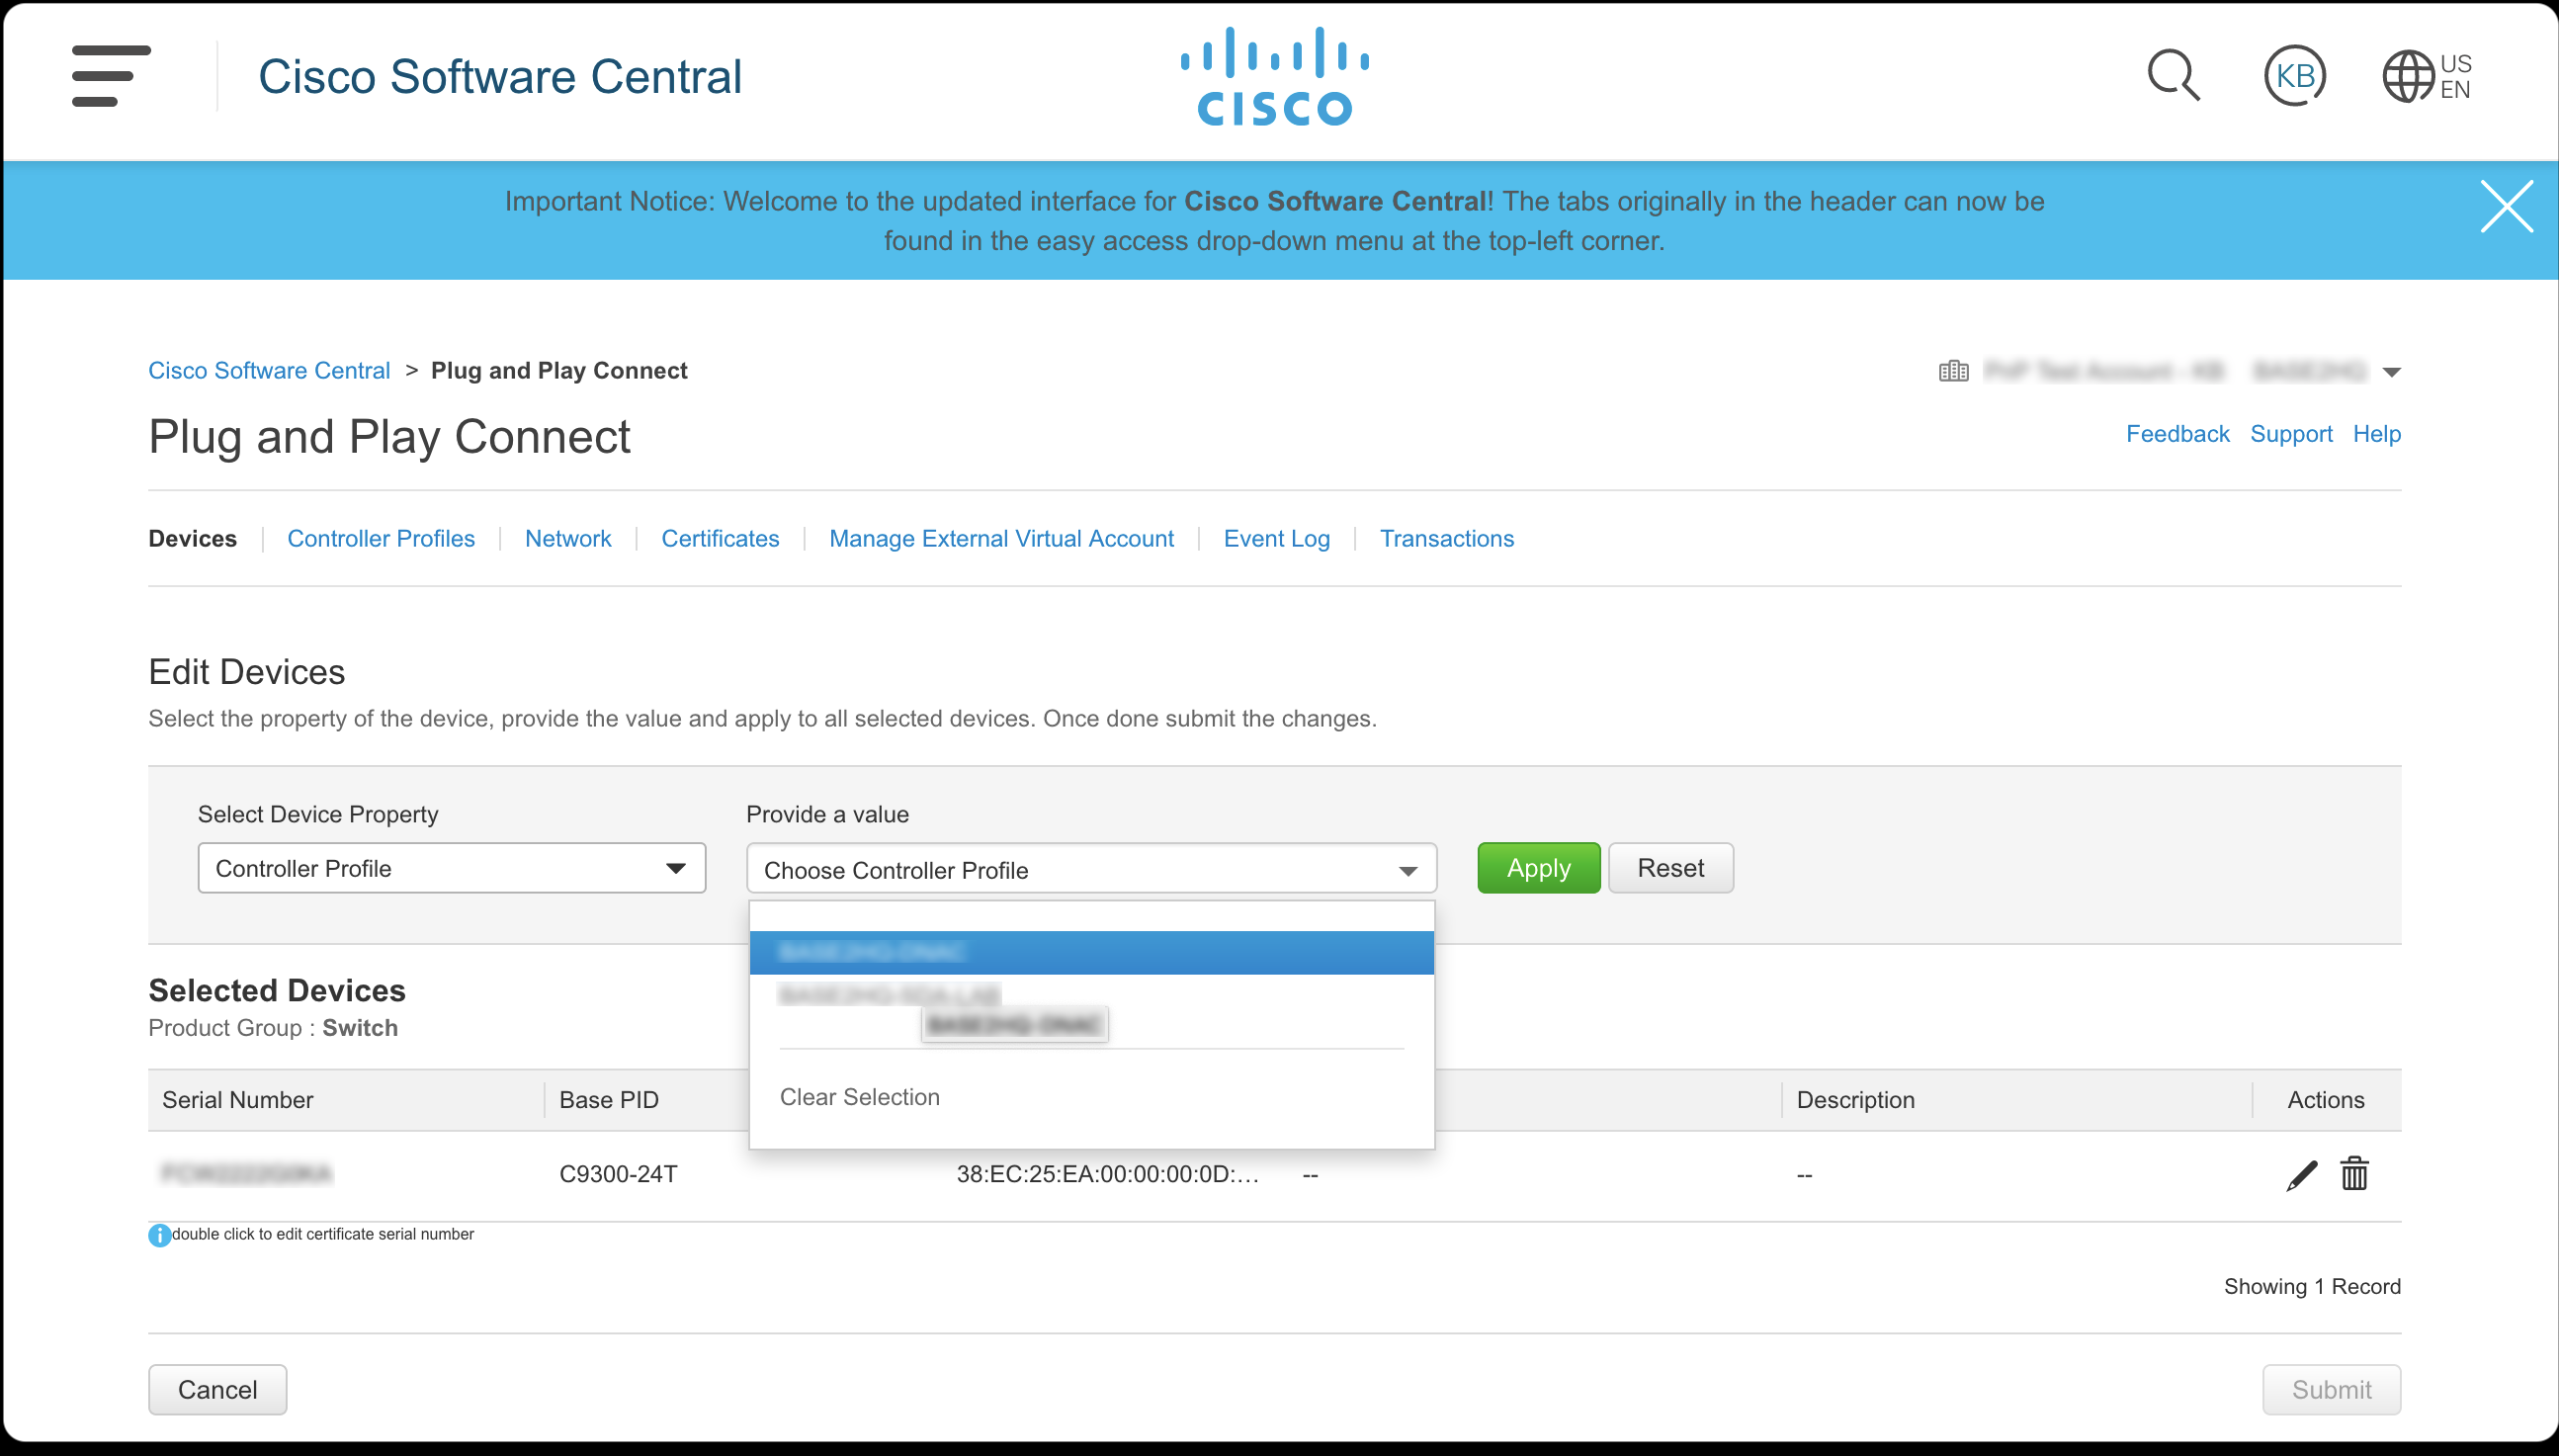 Cisco Software Central
CISCO
KB
US
EN
Important Notice: Welcome to the updated interface for Cisco Software Central! The tabs originally in the header can now be
found in the easy access drop-down menu at the top-left corner.
Cisco Software Central > Plug and Play Connect
Plug and Play Connect
Feedback Support Help
Devices Controller Profiles Network Certificates Manage External Virtual Account Event Log Transactions
Edit Devices
Select the property of the device, provide the value and apply to all selected devices. Once done submit the changes.
Select Device Property Provide a value
Controller Profile Choose Controller Profile Apply Reset
Selected Devices
Product Group : Switch
Clear Selection
Serial Number Base PID Description Actions
C9300-24T 38:EC:25:EA:00:00:00:0D:... -- --
double click to edit certificate serial number
Showing 1 Record
Cancel Submit